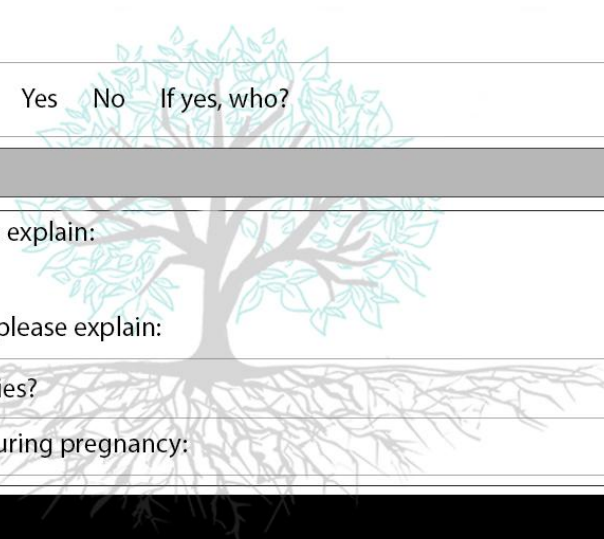 Yes No If yes, who?
explain:
please explain:
ies?
uring pregnancy: